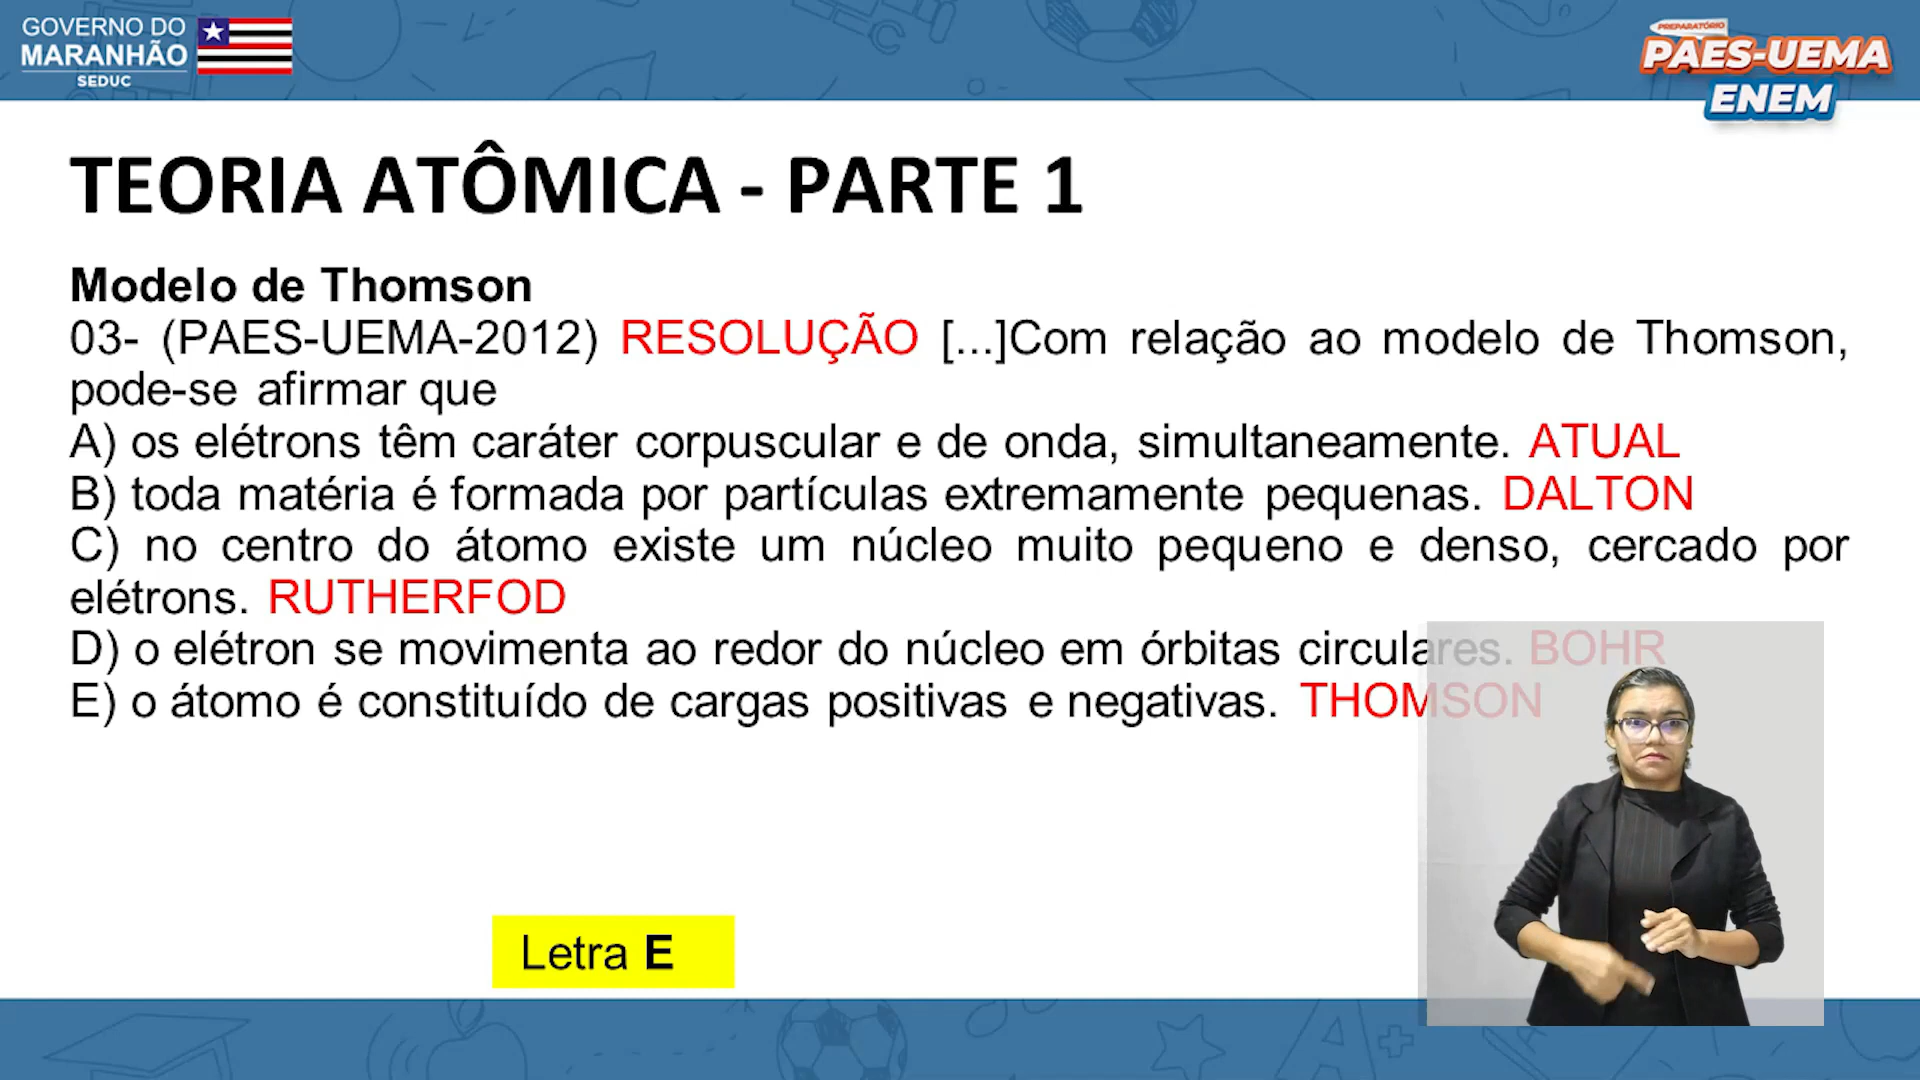 GOVERNO DO
MARANHÃO
SEDUC
PREPARATÓRIO
PAES-UEMA
ENEM
TEORIA ATÔMICA - PARTE 1
Modelo de Thomson
03- (PAES-UEMA-2012) RESOLUÇÃO [...]Com relação ao modelo de Thomson,
pode-se afirmar que
A) os elétrons têm caráter corpuscular e de onda, simultaneamente. ATUAL
B) toda matéria é formada por partículas extremamente pequenas. DALTON
C) no centro do átomo existe um núcleo muito pequeno e denso, cercado por
elétrons. RUTHERFOD
D) o elétron se movimenta ao redor do núcleo em órbitas circulares. BOHR
E) o átomo é constituído de cargas positivas e negativas. THOMSON
Letra E